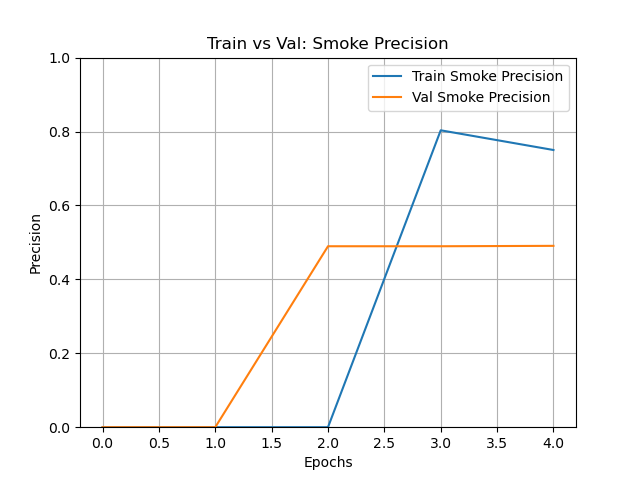 Train vs Val: Smoke Precision
Train Smoke Precision
Val Smoke Precision
Precision
1.0
0.8
0.6
0.4
0.2
0.0
0.0 0.5 1.0 1.5 2.0 2.5 3.0 3.5 4.0
Epochs